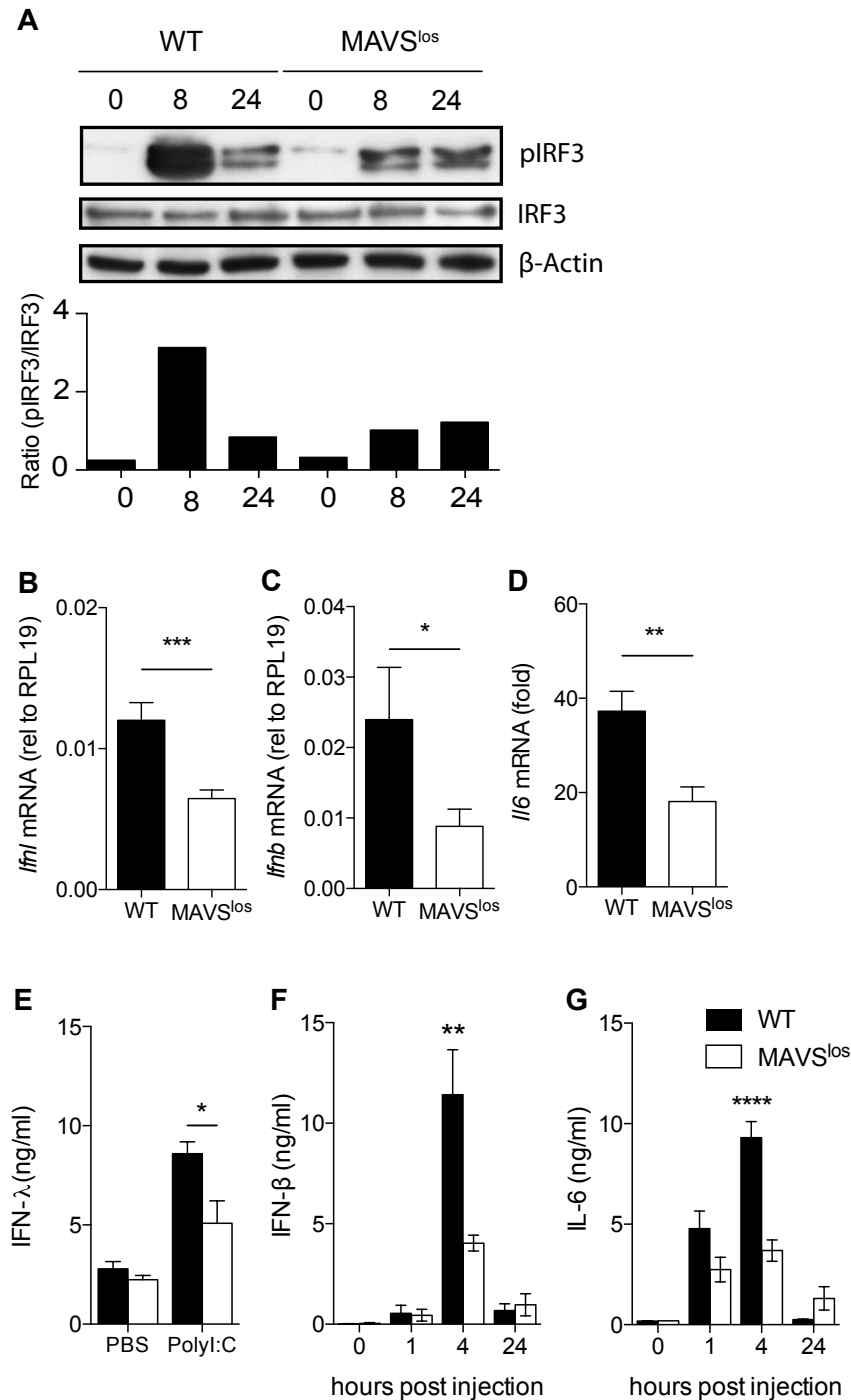 A
WT MAVSlos
0 8 24 0 8 24
pIRF3
IRF3
β-Actin
Ratio (pIRF3/IRF3)
4
2
0
0 8 24 0 8 24
B
Ifnl mRNA (rel to RPL19)
0.02
0.01
0.00
***
WT MAVSlos
C
Ifnb mRNA (rel to RPL19)
0.04
0.03
0.02
0.01
0.00
*
WT MAVSlos
D
Il6 mRNA (fold)
60
40
20
0
**
WT MAVSlos
E
IFN-λ(ng/ml)
15
10
5
0
*
PBS PolyI:C
F
IFN-β (ng/ml)
15
10
5
0
**
0 1 4 24
hours post injection
G
WT
MAVSlos
IL-6 (ng/ml)
15
10
5
0
****
0 1 4 24
hours post injection